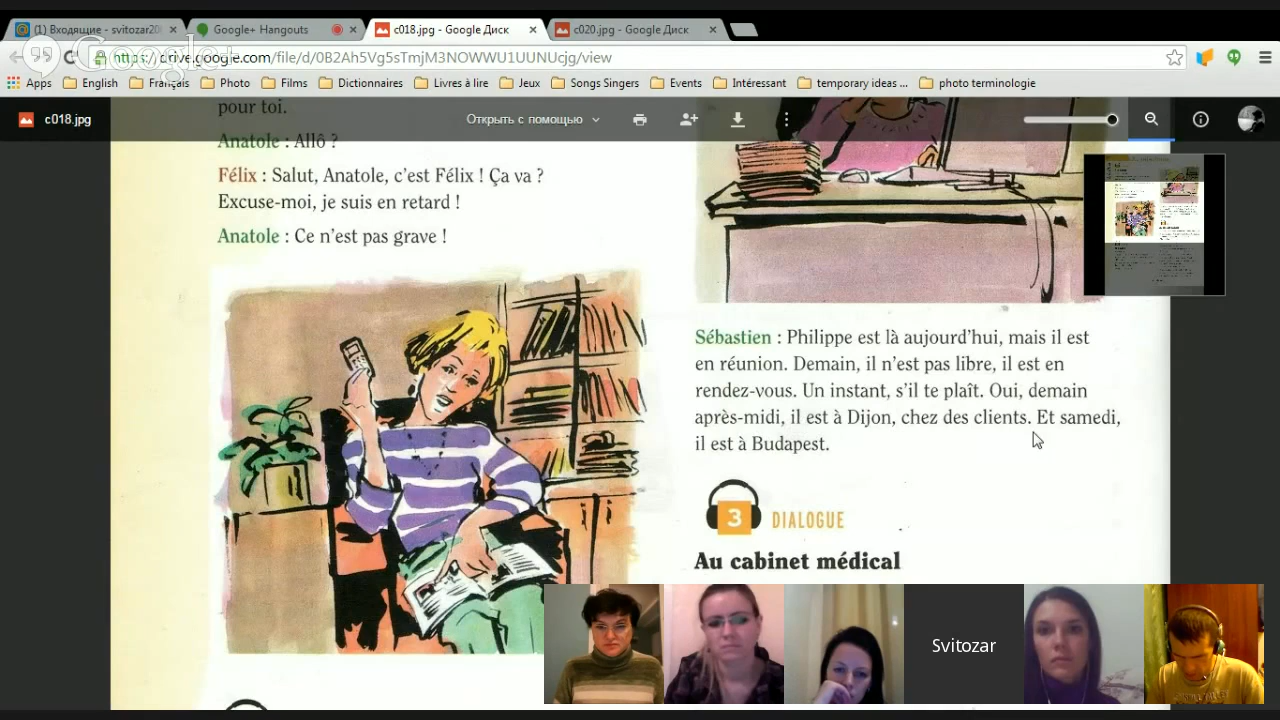 (1) Входящие - svitozar20
Google+ Hangouts
c018.jpg - Google Диск
c020.jpg - Google Диск
Google+
https://drive.google.com/file/d/0B2Ah5Vg5sTmjM3NOWWU1UUNUcjg/view
Apps
English
Français
Photo
Films
Dictionnaires
Livres à lire
Jeux
Songs Singers
Events
Intéressant
temporary ideas ...
photo terminologie
c018.jpg
Открыть с помощью
pour toi.
Anatole : Allô ?
Félix : Salut, Anatole, c'est Félix ! Ça va ?
Excuse-moi, je suis en retard !
Anatole : Ce n'est pas grave !
Sébastien : Philippe est là aujourd'hui, mais il est
en réunion. Demain, il n'est pas libre, il est en
rendez-vous. Un instant, s'il te plaît. Oui, demain
après-midi, il est à Dijon, chez des clients. Et samedi,
il est à Budapest.
3 DIALOGUE
Au cabinet médical
Svitozar